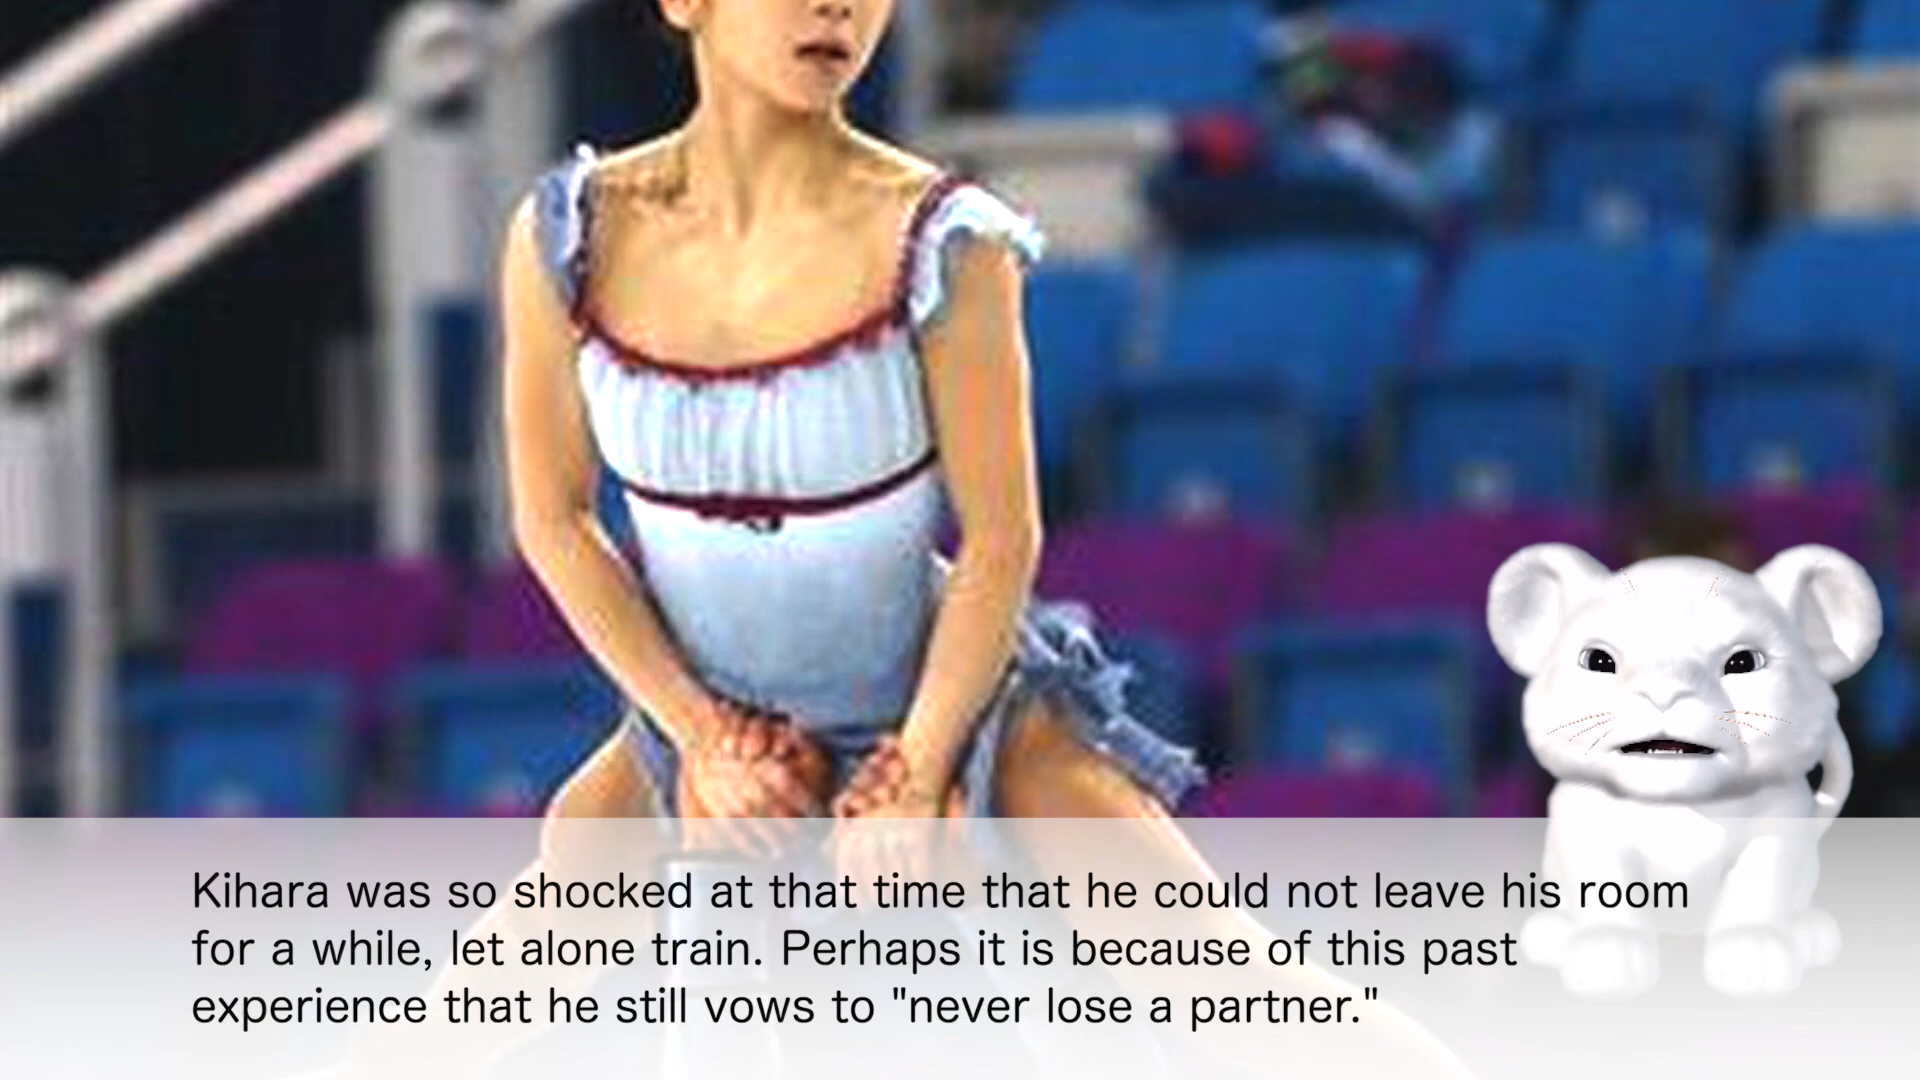 Kihara was so shocked at that time that he could not leave his room
for a while, let alone train. Perhaps it is because of this past
experience that he still vows to "never lose a partner."